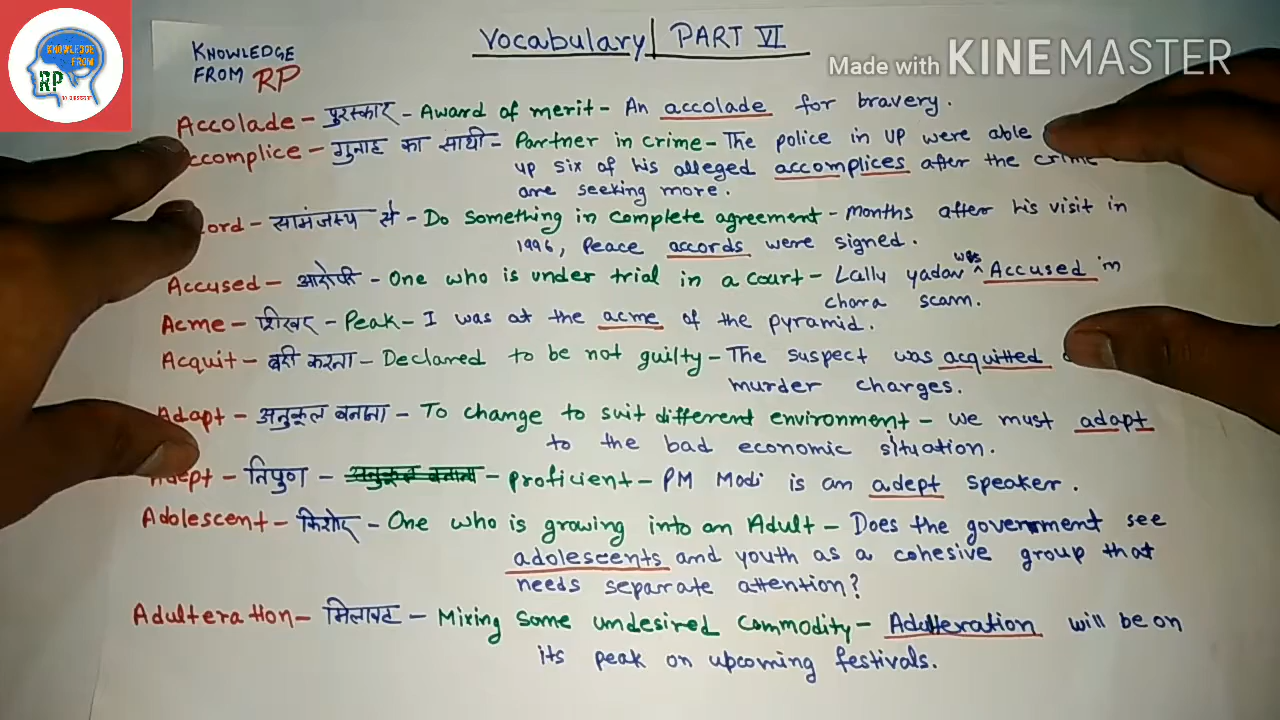 KNOWLEDGE
FROM
RP
KNOWLEDGE
FROM RP
Vocabulary | PART VI
Made with KINEMASTER
Accolade – पुरस्कार – Award of merit – An accolade for bravery.
ccomplice – गुनाह का साथी – Partner in crime – The police in UP were able
up six of his alleged accomplices after the crime
are seeking more.
cord – सामंजस्य से – Do something in complete agreement – months after his visit in
1996, Peace accords were signed.
Accused – आरोपी – One who is under trial in a court – Lallu yadav was Accused in
chara scam.
Acme – शिखर – Peak – I was at the acme of the pyramid.
Acquit – बरी करना – Declared to be not guilty – The suspect was acquitted
murder charges.
Adapt – अनुकूल बनाना – To change to suit different environment – we must adapt
to the bad economic situation.
Adept – निपुण – अनुकूल बनाना – proficient – PM Modi is an adept speaker.
Adolescent – किशोर – One who is growing into an Adult – Does the government see
adolescents and youth as a cohesive group that
needs separate attention?
Adulteration – मिलावट – Mixing some undesired commodity – Adulteration will be on
its peak on upcoming festivals.